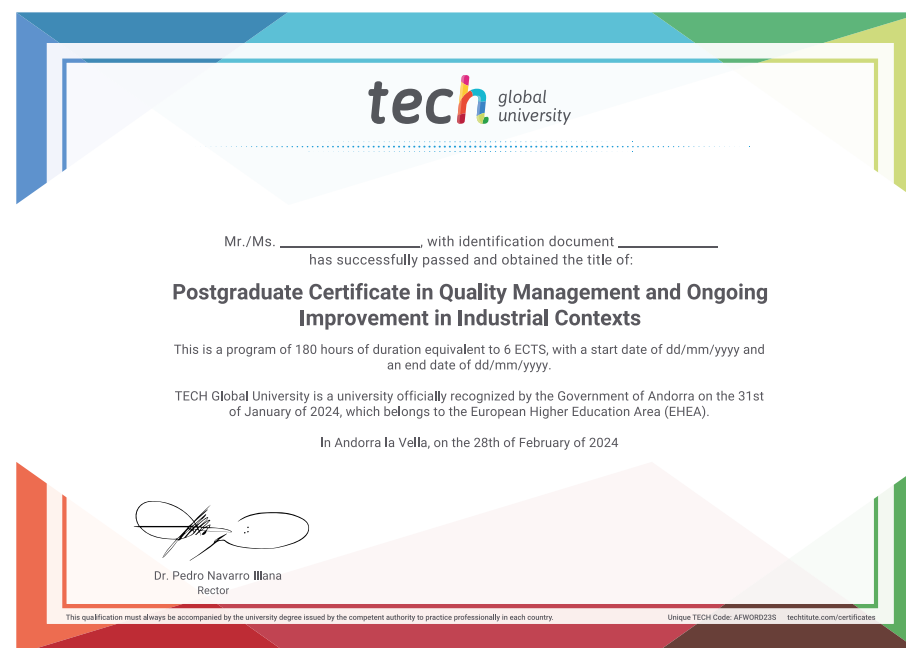 tech global
university
Mr./Ms. ____________________, with identification document ______________
has successfully passed and obtained the title of:
Postgraduate Certificate in Quality Management and Ongoing
Improvement in Industrial Contexts
This is a program of 180 hours of duration equivalent to 6 ECTS, with a start date of dd/mm/yyyy and
an end date of dd/mm/yyyy.
TECH Global University is a university officially recognized by the Government of Andorra on the 31st
of January of 2024, which belongs to the European Higher Education Area (EHEA).
In Andorra la Vella, on the 28th of February of 2024
Dr. Pedro Navarro Illana
Rector
This qualification must always be accompanied by the university degree issued by the competent authority to practice professionally in each country.
Unique TECH Code: AFWORD23S techtitute.com/certificates